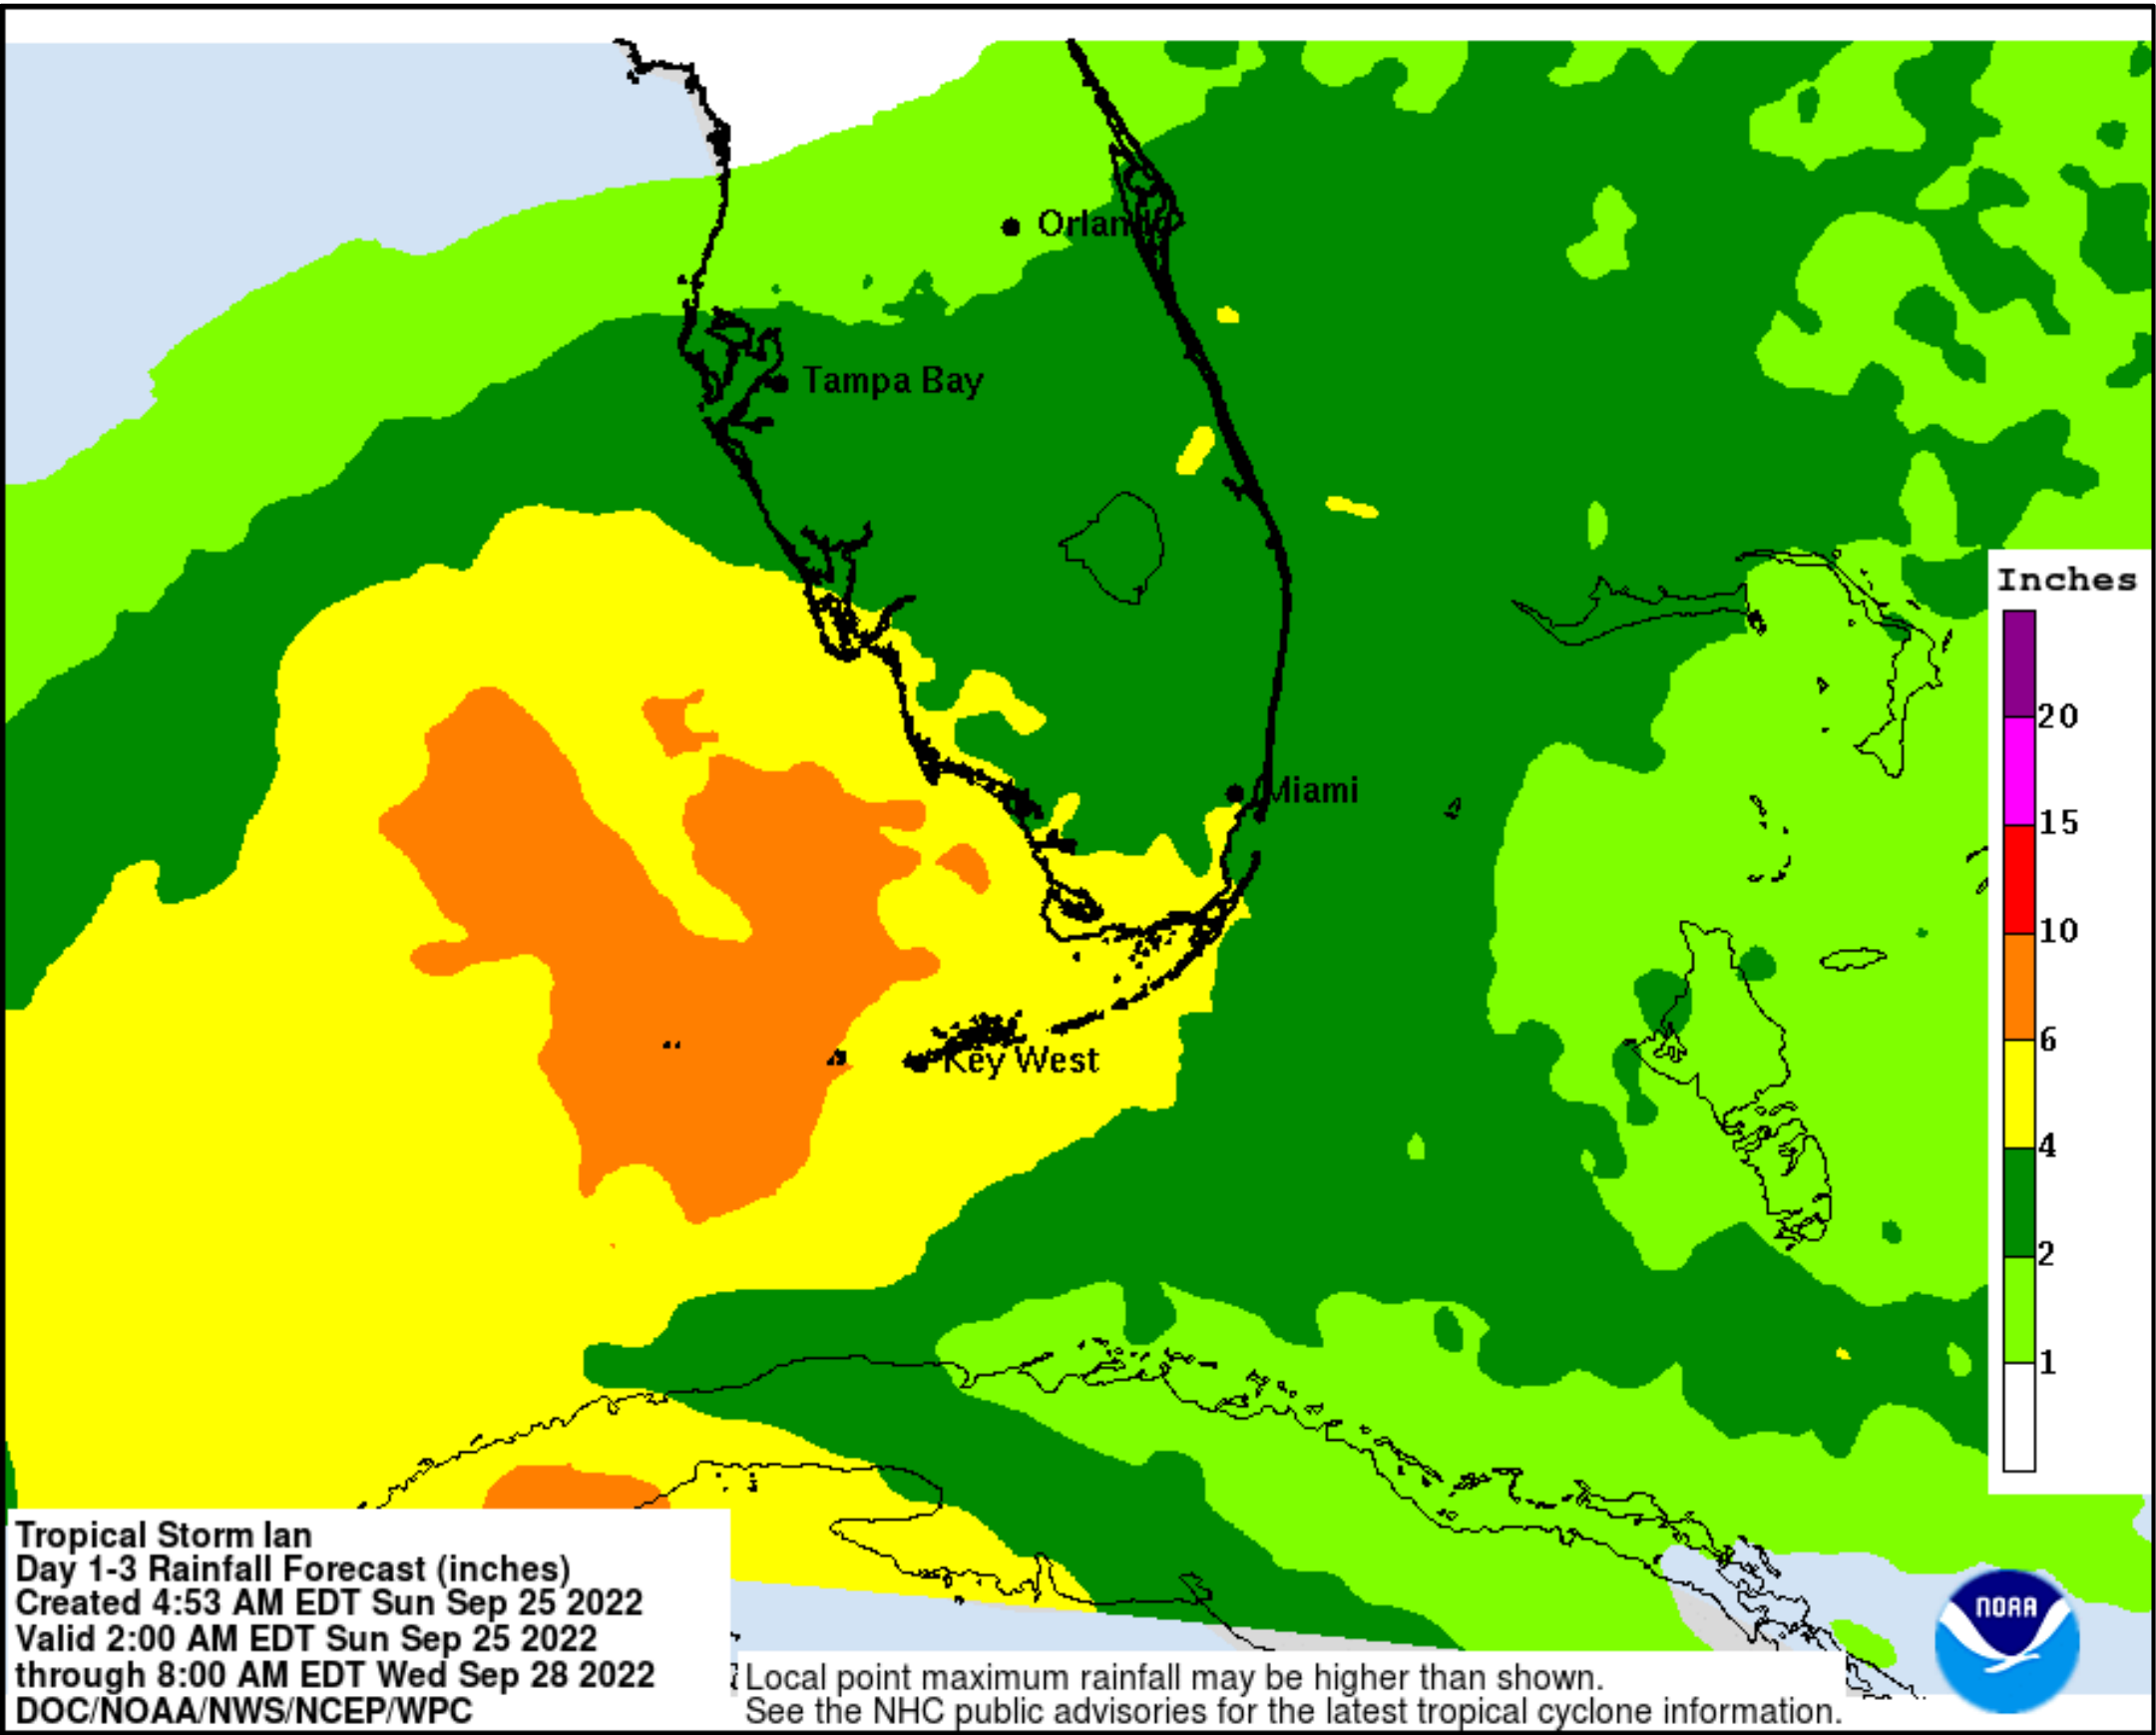 Orlando
Tampa Bay
Inches
20
Miami
15
10
6
Key West
4
2
1
Tropical Storm Ian
Day 1-3 Rainfall Forecast (inches)
Created 4:53 AM EDT Sun Sep 25 2022
Valid 2:00 AM EDT Sun Sep 25 2022
through 8:00 AM EDT Wed Sep 28 2022
DOC/NOAA/NWS/NCEP/WPC
Local point maximum rainfall may be higher than shown.
See the NHC public advisories for the latest tropical cyclone information.
NOAA